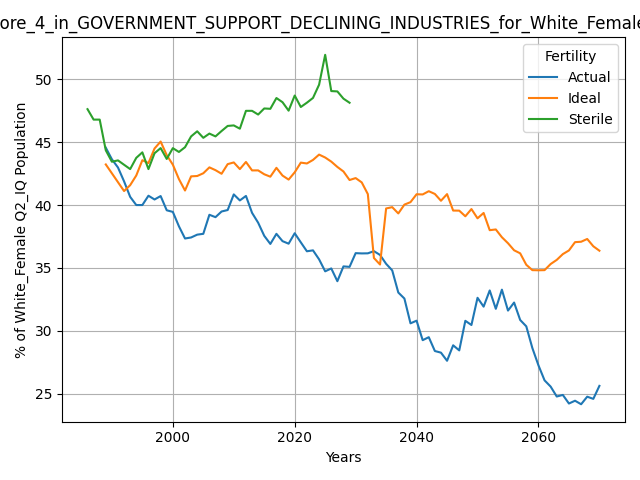 ore_4_in_GOVERNMENT_SUPPORT_DECLINING_INDUSTRIES_for_White_Female
Fertility
Actual
Ideal
Sterile
% of White_Female Q2_IQ Population
50
45
40
35
30
25
2000
2020
2040
2060
Years